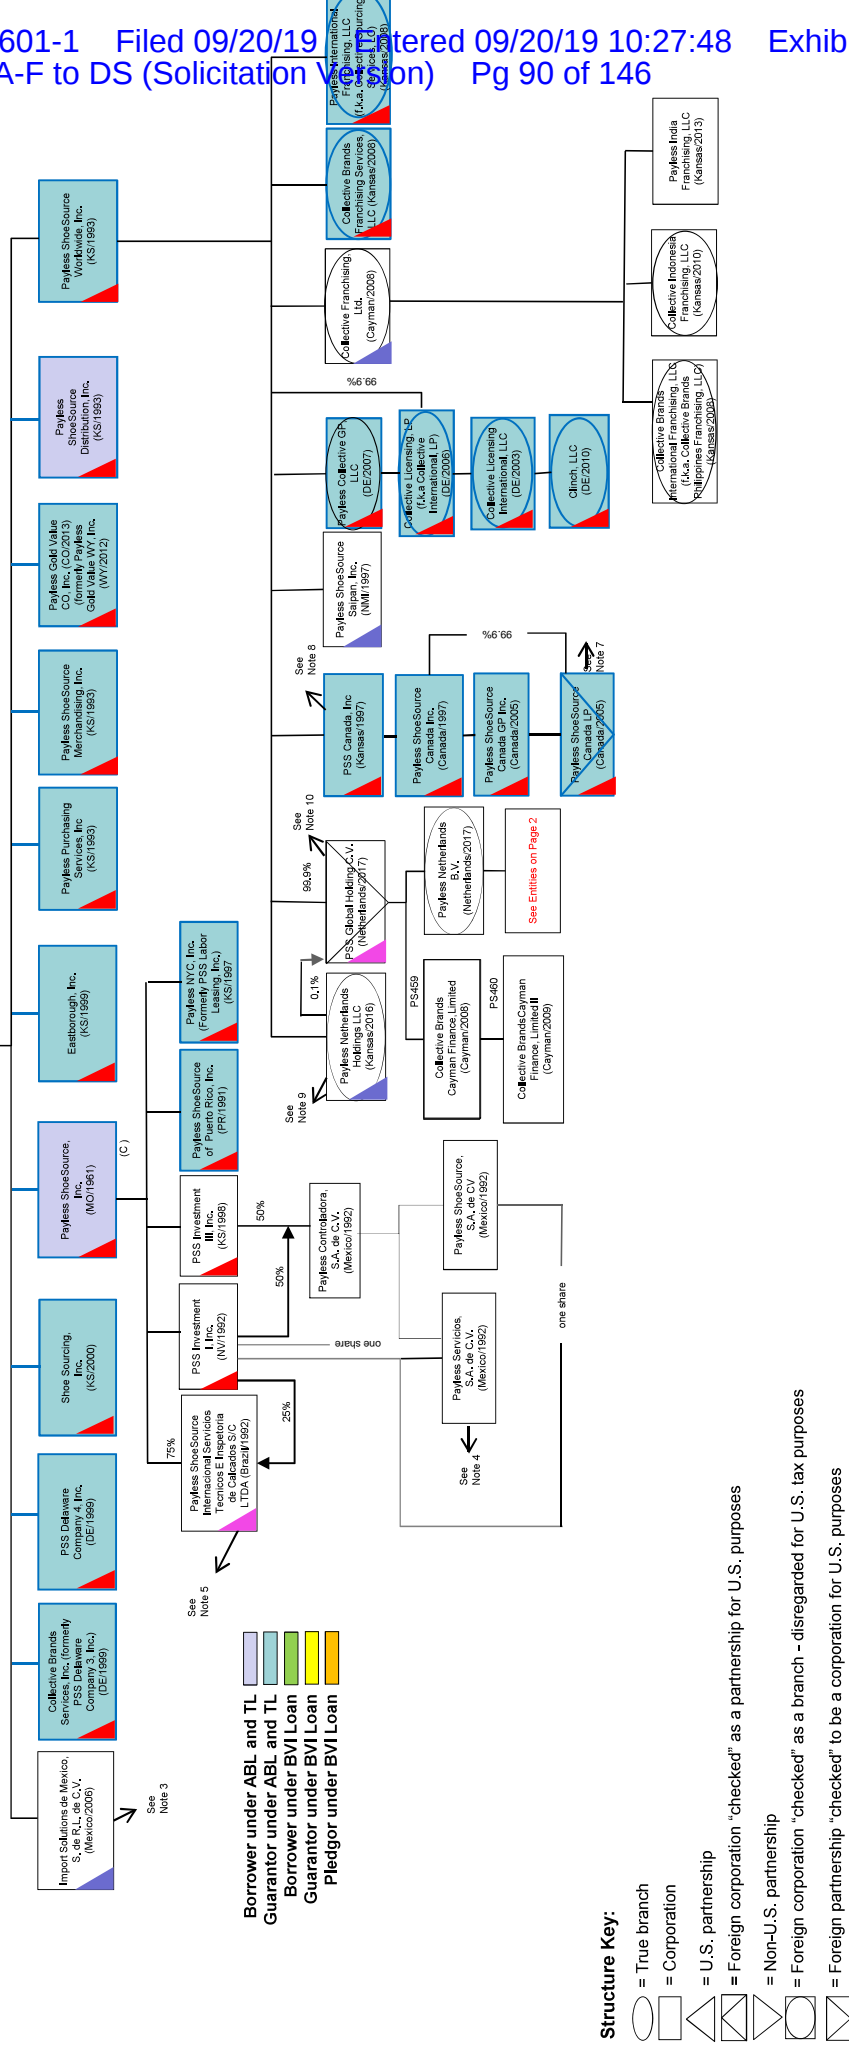 601-1 Filed 09/20/19 Entered 09/20/19 10:27:48 Exhib
A-F to DS (Solicitation Version) Pg 90 of 146
Import Solutions de Mexico,
S. de R.L. de C.V.
(Mexico/2006)
See
Note 3
Collective Brands
Services, Inc. (formerly
PSS Delaware
Company 3, Inc.)
(DE/1999)
PSS Delaware
Company 4, Inc.
(DE/1999)
Shoe Sourcing,
Inc.
(KS/2000)
Payless ShoeSource,
Inc.
(MO/1961)
(C )
Eastborough, Inc.
(KS/1999)
Payless Purchasing
Services, Inc
(KS/1993)
Payless ShoeSource
Merchandising, Inc.
(KS/1993)
Payless Gold Value
CO, Inc. (CO/2013)
(formerly Payless
Gold Value WY, Inc.
(WY/2012)
Payless
ShoeSource
Distribution, Inc.
(KS/1993)
Payless ShoeSource
Worldwide, Inc.
(KS/1993)
75%
Payless ShoeSource
Internacional Servicios
Tecnicos E Inspetoria
de Calcados S/C
LTDA (Brazil/1992)
See
Note 5
25%
PSS Investment
I, Inc.
(NV/1992)
PSS Investment
III, Inc.
(KS/1998)
50%
50%
Payless ShoeSource
of Puerto Rico, Inc.
(PR/1991)
Payless NYC, Inc.
(Formerly PSS Labor
Leasing, Inc.)
(KS/1997
Payless Controladora,
S.A. de C.V.
(Mexico/1992)
one share
Payless Servicios,
S.A. de C.V.
(Mexico/1992)
See
Note 4
Payless ShoeSource,
S.A. de CV
(Mexico/1992)
one share
Payless Netherlands
Holdings LLC
(Kansas/2016)
See
Note 9
0.1%
99.9%
PSS Global Holding C.V.
(Netherlands/2017)
See
Note 10
PS459
Collective Brands
Cayman Finance, Limited
(Cayman/2008)
PS460
Collective BrandsCayman
Finance, Limited II
(Cayman/2009)
Payless Netherlands
B.V.
(Netherlands/2017)
See Entities on Page 2
PSS Canada, Inc
(Kansas/1997)
See
Note 8
Payless ShoeSource
Canada Inc.
(Canada/1997)
Payless ShoeSource
Canada GP Inc.
(Canada/2005)
Payless ShoeSource
Canada LP
(Canada/2005)
99.9%
See
Note 7
Payless ShoeSource
Saipan, Inc.
(NMI/1997)
Payless Collective GP,
LLC
(DE/2007)
Collective Licensing, LP
(f.k.a Collective
International, LP)
(DE/2006)
99.9%
Collective Licensing
International, LLC
(DE/2003)
Clinch, LLC
(DE/2010)
Collective Franchising,
Ltd.
(Cayman/2008)
Collective Brands
Franchising Services,
LLC (Kansas/2008)
Payless International
Franchising, LLC
(f.k.a. Collective Sourcing
Services, LC)
(Kansas/2008)
Collective Brands
International Franchising, LLC
(f.k.a. Collective Brands
Philippines Franchising, LLC)
(Kansas/2008)
Collective Indonesia
Franchising, LLC
(Kansas/2010)
Payless India
Franchising, LLC
(Kansas/2013)
Borrower under ABL and TL
Guarantor under ABL and TL
Borrower under BVI Loan
Guarantor under BVI Loan
Pledgor under BVI Loan
Structure Key:
= True branch
= Corporation
= U.S. partnership
= Foreign corporation “checked” as a partnership for U.S. purposes
= Non-U.S. partnership
= Foreign corporation “checked” as a branch - disregarded for U.S. tax purposes
= Foreign partnership “checked” to be a corporation for U.S. purposes